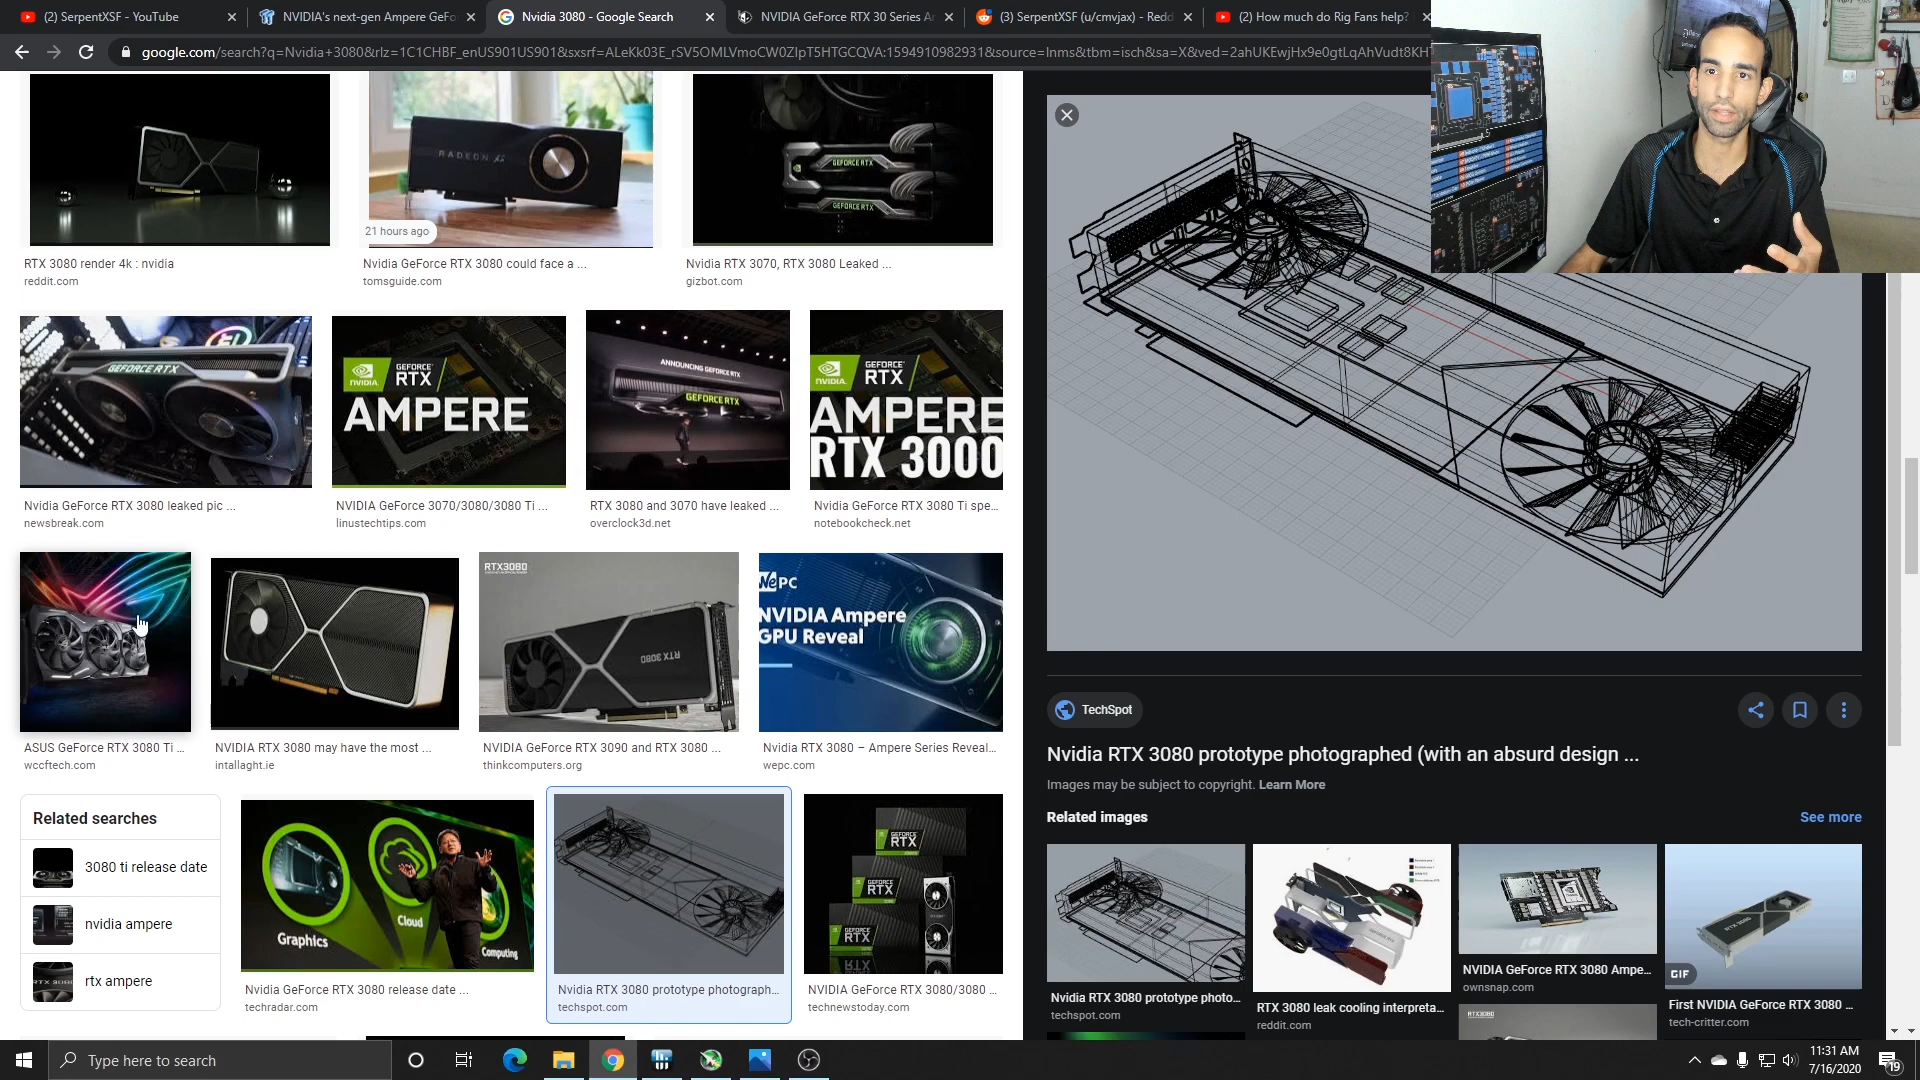 (2) SerpentXSF - YouTube
NVIDIA's next-gen Ampere GeFo
Nvidia 3080 - Google Search
NVIDIA GeForce RTX 30 Series A
(3) SerpentXSF (u/cmvjax) - Redd
(2) How much do Rig Fans help?
google.com/search?q=Nvidia+3080&rlz=1C1CHBF_enUS901US901&sxsrf=ALeKk03E_rSV5OMLVmoCW0ZIpT5HTGCQVA:1594910982931&source=lnms&tbm=isch&sa=X&ved=2ahUKEwjHx9e0gtLqAhVudt8KH
RADEON
GEFORCE RTX
GEFORCE RTX
21 hours ago
RTX 3080 render 4k : nvidia
reddit.com
Nvidia GeForce RTX 3080 could face a ...
tomsguide.com
Nvidia RTX 3070, RTX 3080 Leaked ...
gizbot.com
GEFORCE RTX
NVIDIA
GEFORCE
RTX
AMPERE
ANNOUNCING GEFORCE RTX
GEFORCE RTX
NVIDIA
GEFORCE
RTX
AMPERE
RTX 3000
Nvidia GeForce RTX 3080 leaked pic ...
newsbreak.com
NVIDIA GeForce 3070/3080/3080 Ti ...
linustechtips.com
RTX 3080 and 3070 have leaked ...
overclock3d.net
Nvidia GeForce RTX 3080 Ti spe...
notebookcheck.net
RTX3080
RTX 3080
WePC
NVIDIA Ampere
GPU Reveal
ASUS GeForce RTX 3080 Ti ...
wccftech.com
NVIDIA RTX 3080 may have the most ...
intallaght.ie
NVIDIA GeForce RTX 3090 and RTX 3080 ...
thinkcomputers.org
Nvidia RTX 3080 – Ampere Series Reveal...
wepc.com
Related searches
3080 ti release date
nvidia ampere
rtx ampere
Graphics
Cloud
Computing
GEFORCE
RTX
GEFORCE
RTX
GEFORCE
RTX
Nvidia GeForce RTX 3080 release date ...
techradar.com
Nvidia RTX 3080 prototype photograph...
techspot.com
NVIDIA GeForce RTX 3080/3080 ...
technewstoday.com
TechSpot
Nvidia RTX 3080 prototype photographed (with an absurd design ...
Images may be subject to copyright. Learn More
Related images
See more
Nvidia RTX 3080 prototype photo...
techspot.com
RTX 3080 leak cooling interpreta...
reddit.com
NVIDIA GeForce RTX 3080 Ampe...
ownsnap.com
RTX3080
RTX 3080
GIF
First NVIDIA GeForce RTX 3080 ...
tech-critter.com
Type here to search
11:31 AM
7/16/2020
19